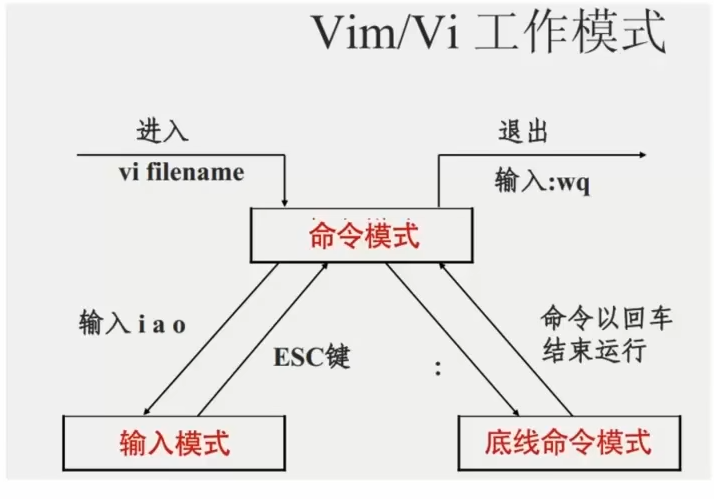 Vim/Vi 工作模式
进入
vi filename
退出
输入:wq
命令模式
输入 i a o
ESC键
:
命令以回车
结束运行
输入模式
底线命令模式